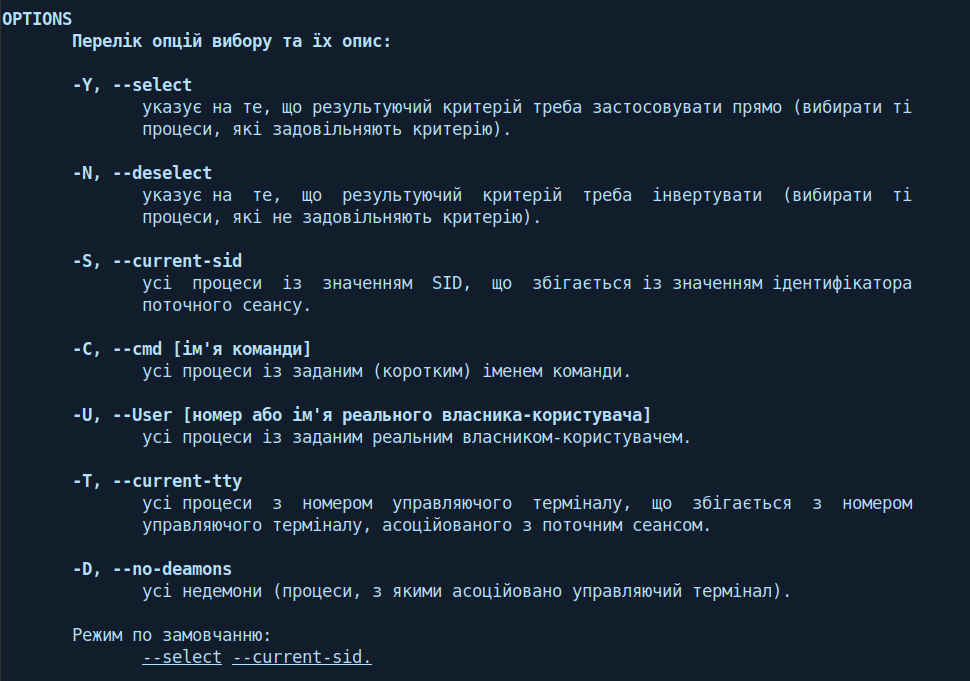 OPTIONS
Перелік опцій вибору та їх опис:
-Y, --select
указує на те, що результуючий критерій треба застосовувати прямо (вибирати ті
процеси, які задовільняють критерію).
-N, --deselect
указує на те, що результуючий критерій треба інвертувати (вибирати ті
процеси, які не задовільняють критерію).
-S, --current-sid
усі процеси із значенням SID, що збігається із значенням ідентифікатора
поточного сеансу.
-C, --cmd [ім'я команди]
усі процеси із заданим (коротким) іменем команди.
-U, --User [номер або ім'я реального власника-користувача]
усі процеси із заданим реальним власником-користувачем.
-T, --current-tty
усі процеси з номером управляючого терміналу, що збігається з номером
управляючого терміналу, асоційованого з поточним сеансом.
-D, --no-deamons
усі недемони (процеси, з якими асоційовано управляючий термінал).
Режим по замовчанню:
--select --current-sid.